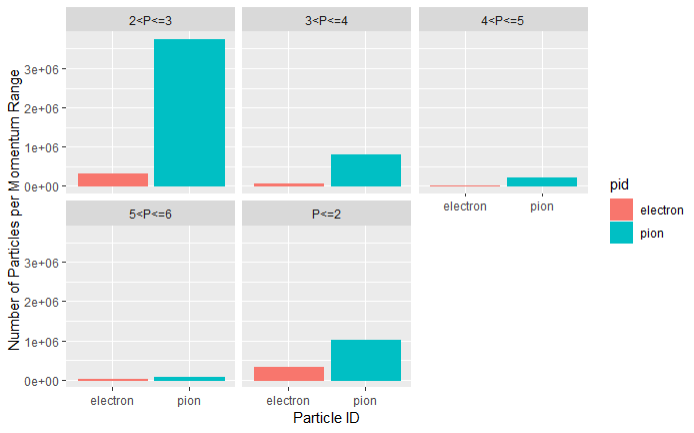 2<P<=3
3<P<=4
4<P<=5
3e+06
2e+06
1e+06
0e+00
electron
pion
5<P<=6
P<=2
3e+06
2e+06
1e+06
0e+00
electron
pion
electron
pion
Number of Particles per Momentum Range
Particle ID
pid
electron
pion